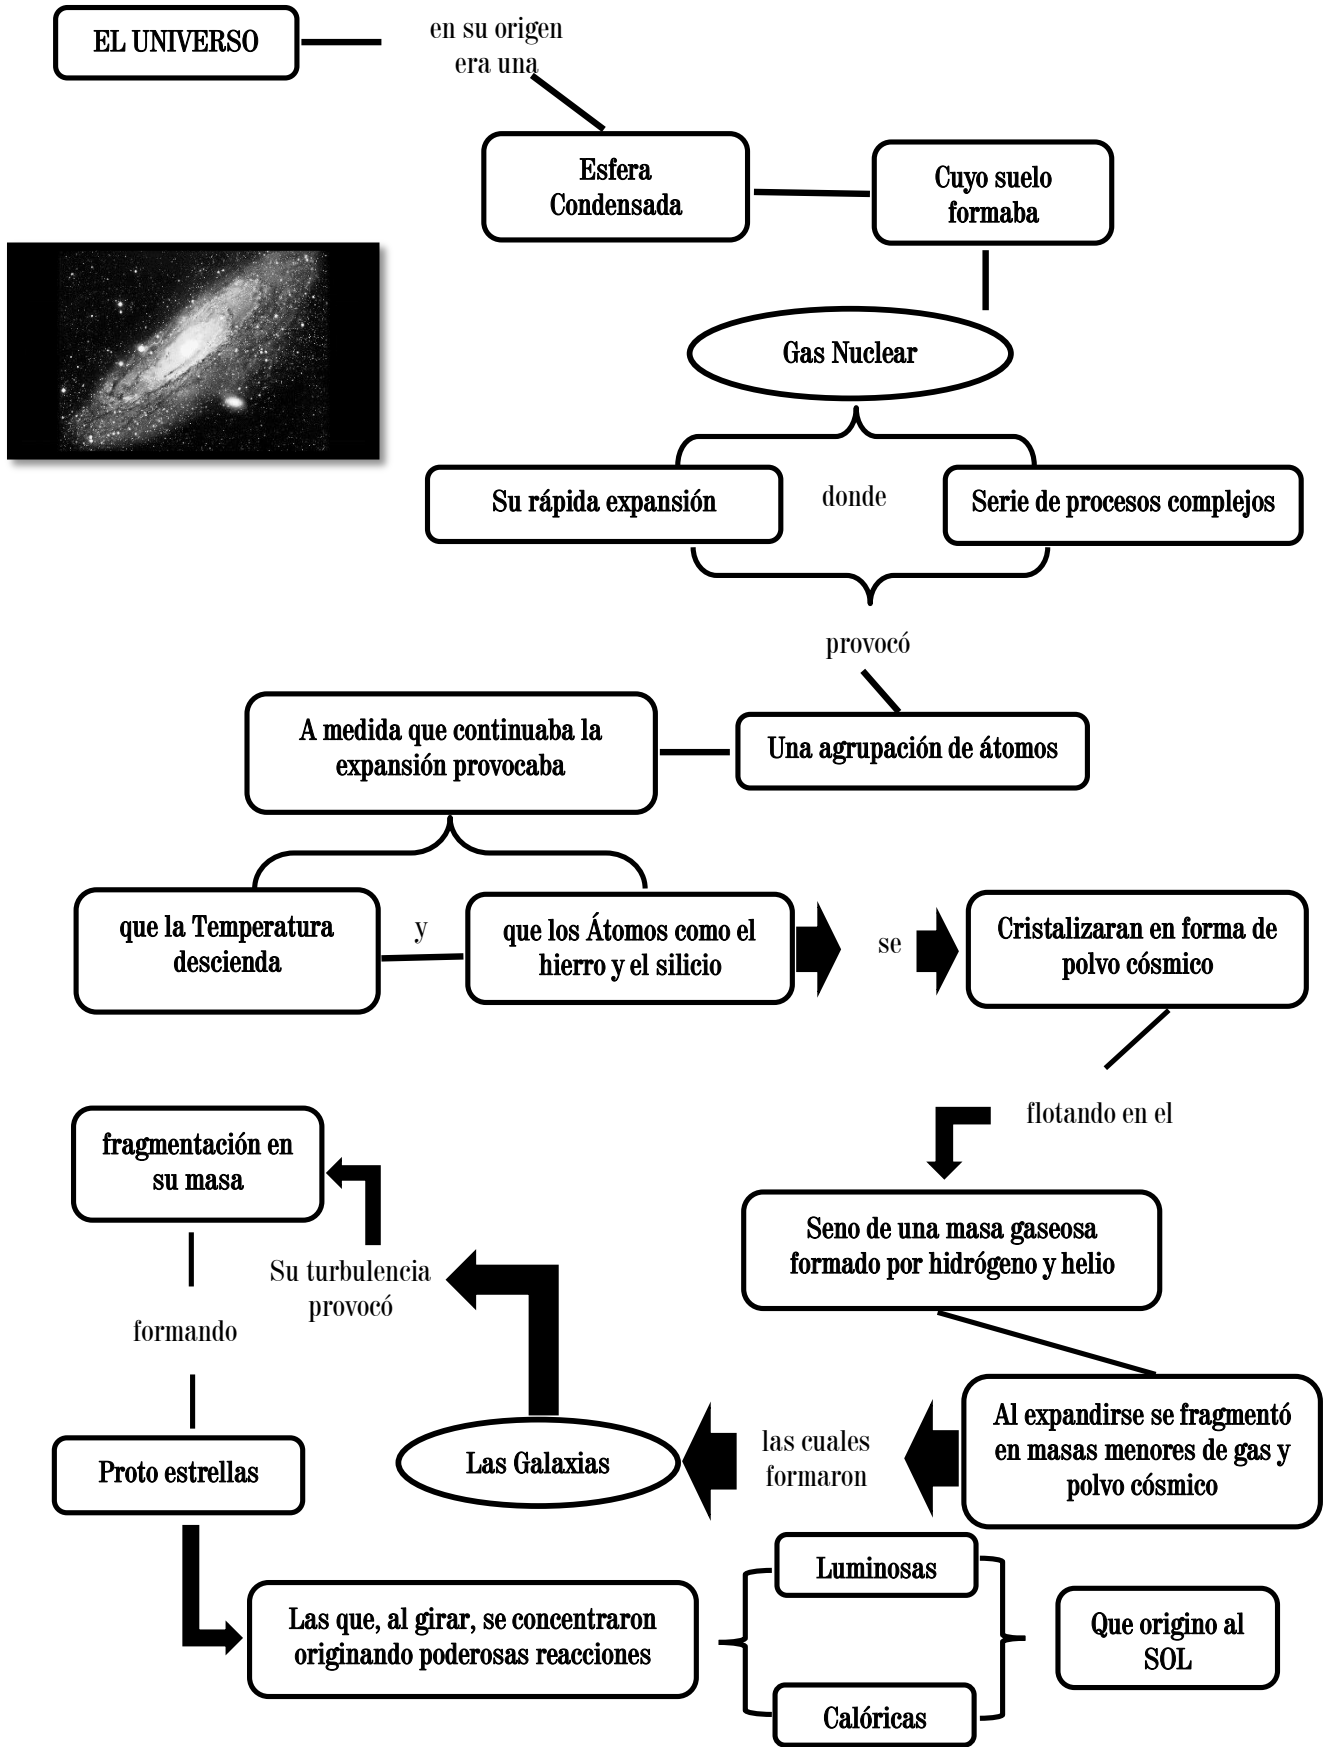 EL UNIVERSO
en su origen
era una
Esfera
Condensada
Cuyo suelo
formaba
Gas Nuclear
Su rápida expansión
donde
Serie de procesos complejos
provocó
Una agrupación de átomos
A medida que continuaba la
expansión provocaba
que la Temperatura
descienda
y
que los Átomos como el
hierro y el silicio
se
Cristalizaran en forma de
polvo cósmico
flotando en el
Seno de una masa gaseosa
formado por hidrógeno y helio
Al expandirse se fragmentó
en masas menores de gas y
polvo cósmico
las cuales
formaron
Las Galaxias
Su turbulencia
provocó
fragmentación en
su masa
formando
Proto estrellas
Las que, al girar, se concentraron
originando poderosas reacciones
Luminosas
Calóricas
Que origino al
SOL